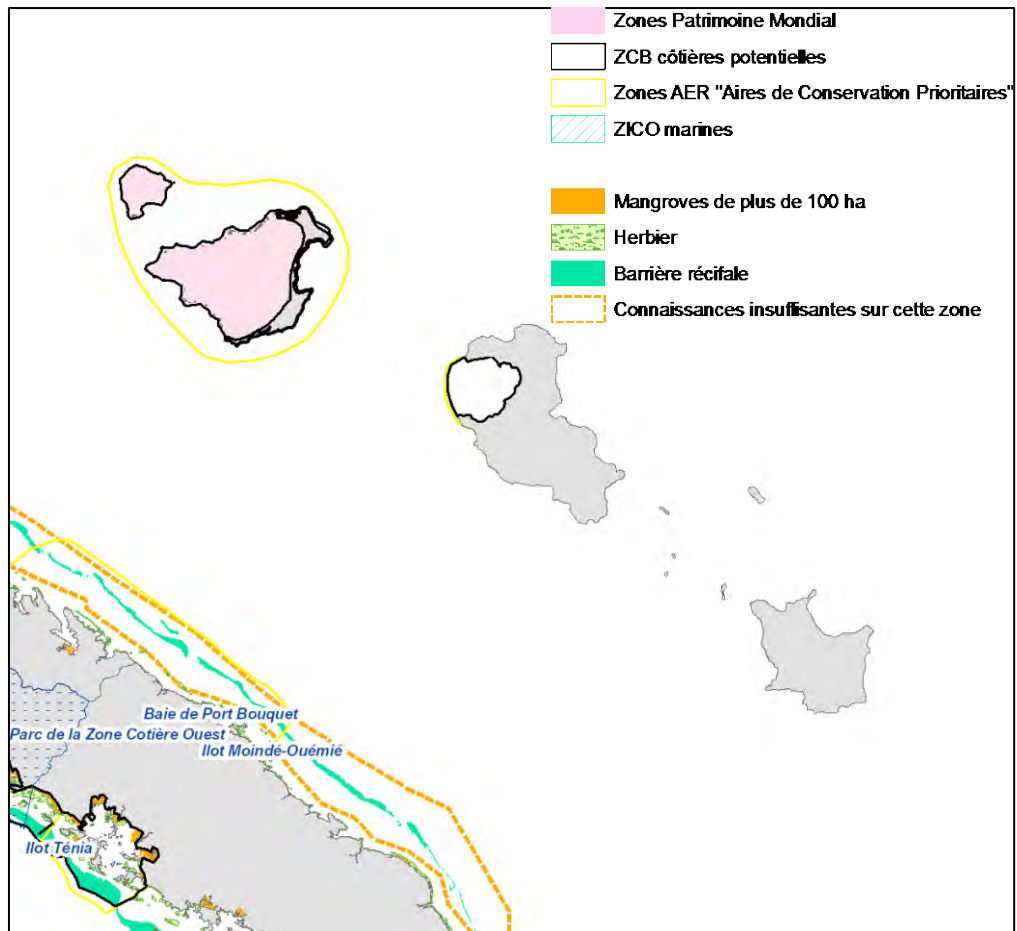 Zones Patrimoine Mondial
ZCB côtières potentielles
Zones AER "Aires de Conservation Prioritaires"
ZICO marines
Mangroves de plus de 100 ha
Herbier
Barrière récifale
Connaissances insuffisantes sur cette zone
Baie de Port Bouquet
Parc de la Zone Cotière Ouest
Ilot Moindé-Ouémié
Ilot Ténia